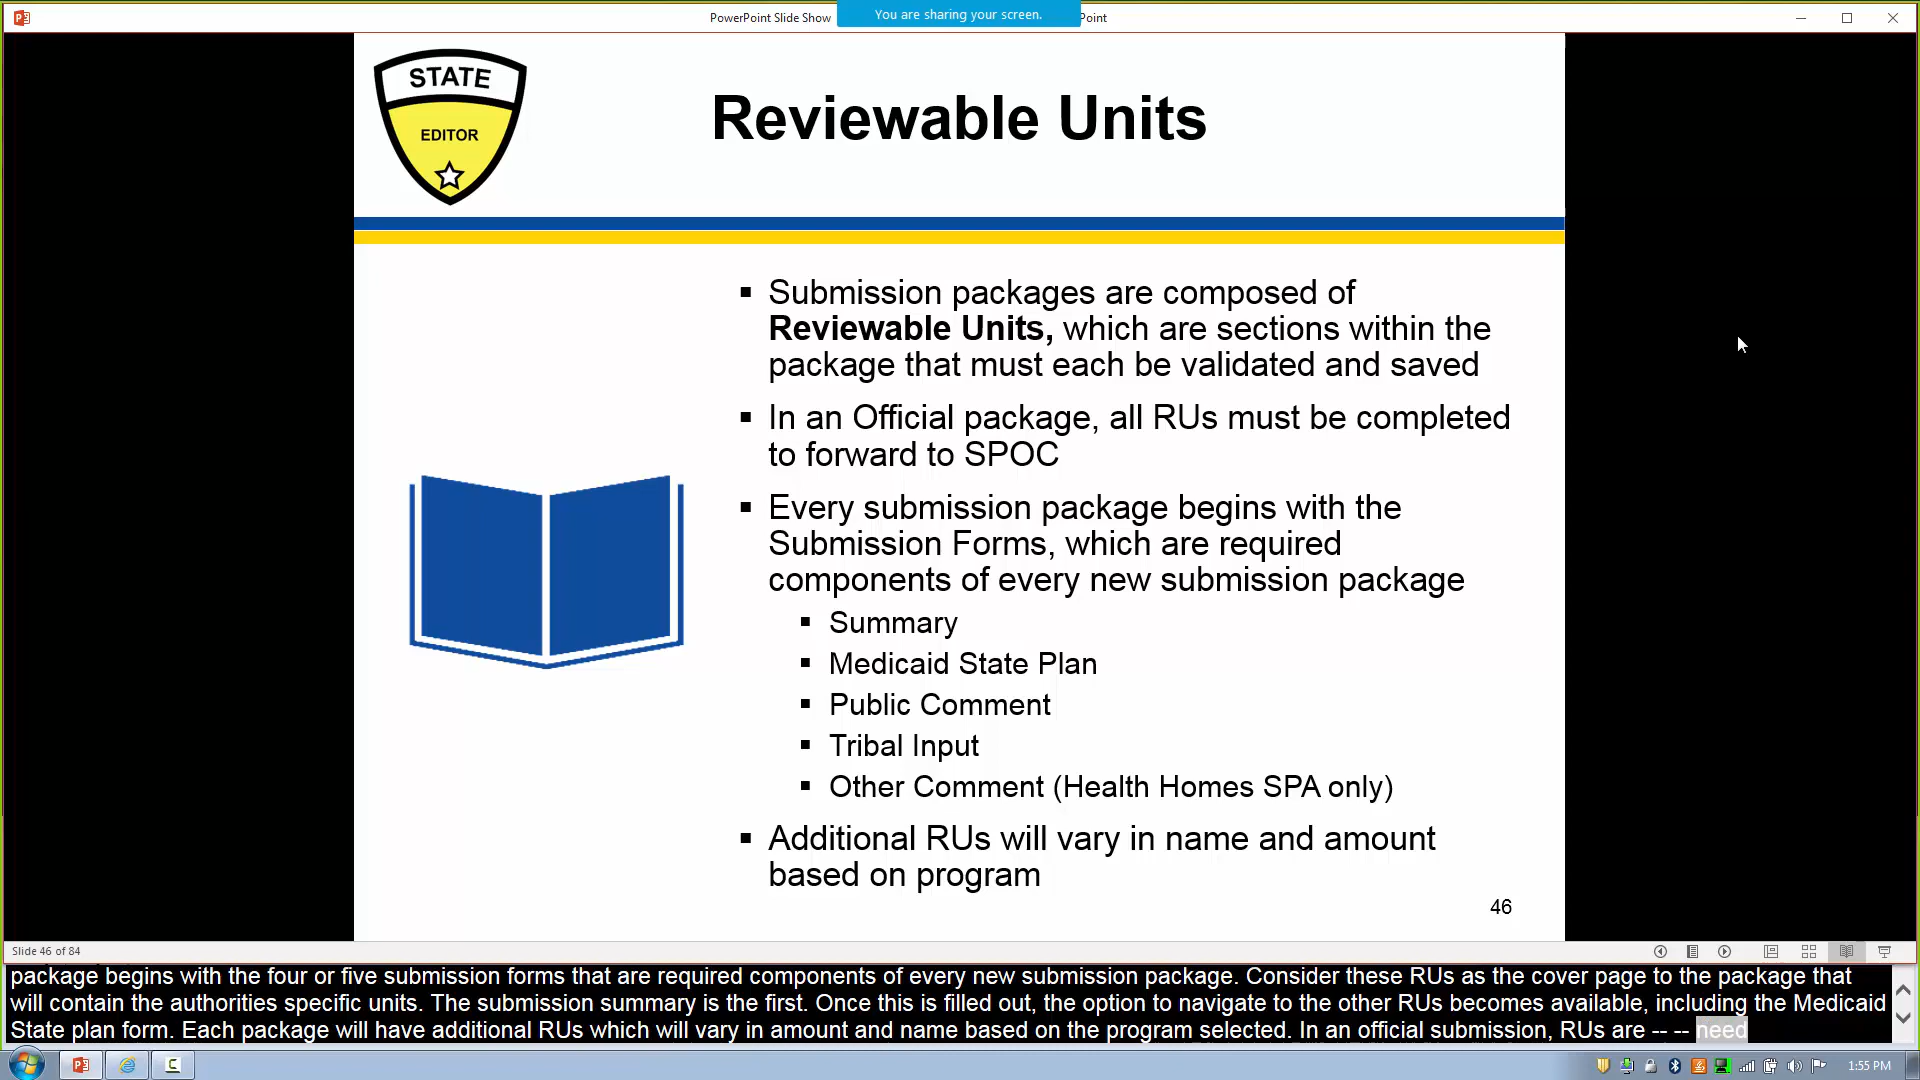 PowerPoint Slide Show
You are sharing your screen.
Point
STATE
EDITOR
Reviewable Units
▪ Submission packages are composed of
Reviewable Units, which are sections within the
package that must each be validated and saved
▪ In an Official package, all RUs must be completed
to forward to SPOC
▪ Every submission package begins with the
Submission Forms, which are required
components of every new submission package
▪ Summary
▪ Medicaid State Plan
▪ Public Comment
▪ Tribal Input
▪ Other Comment (Health Homes SPA only)
▪ Additional RUs will vary in name and amount
based on program
46
Slide 46 of 84
package begins with the four or five submission forms that are required components of every new submission package. Consider these RUs as the cover page to the package that
will contain the authorities specific units. The submission summary is the first. Once this is filled out, the option to navigate to the other RUs becomes available, including the Medicaid
State plan form. Each package will have additional RUs which will vary in amount and name based on the program selected. In an official submission, RUs are -- -- need
1:55 PM